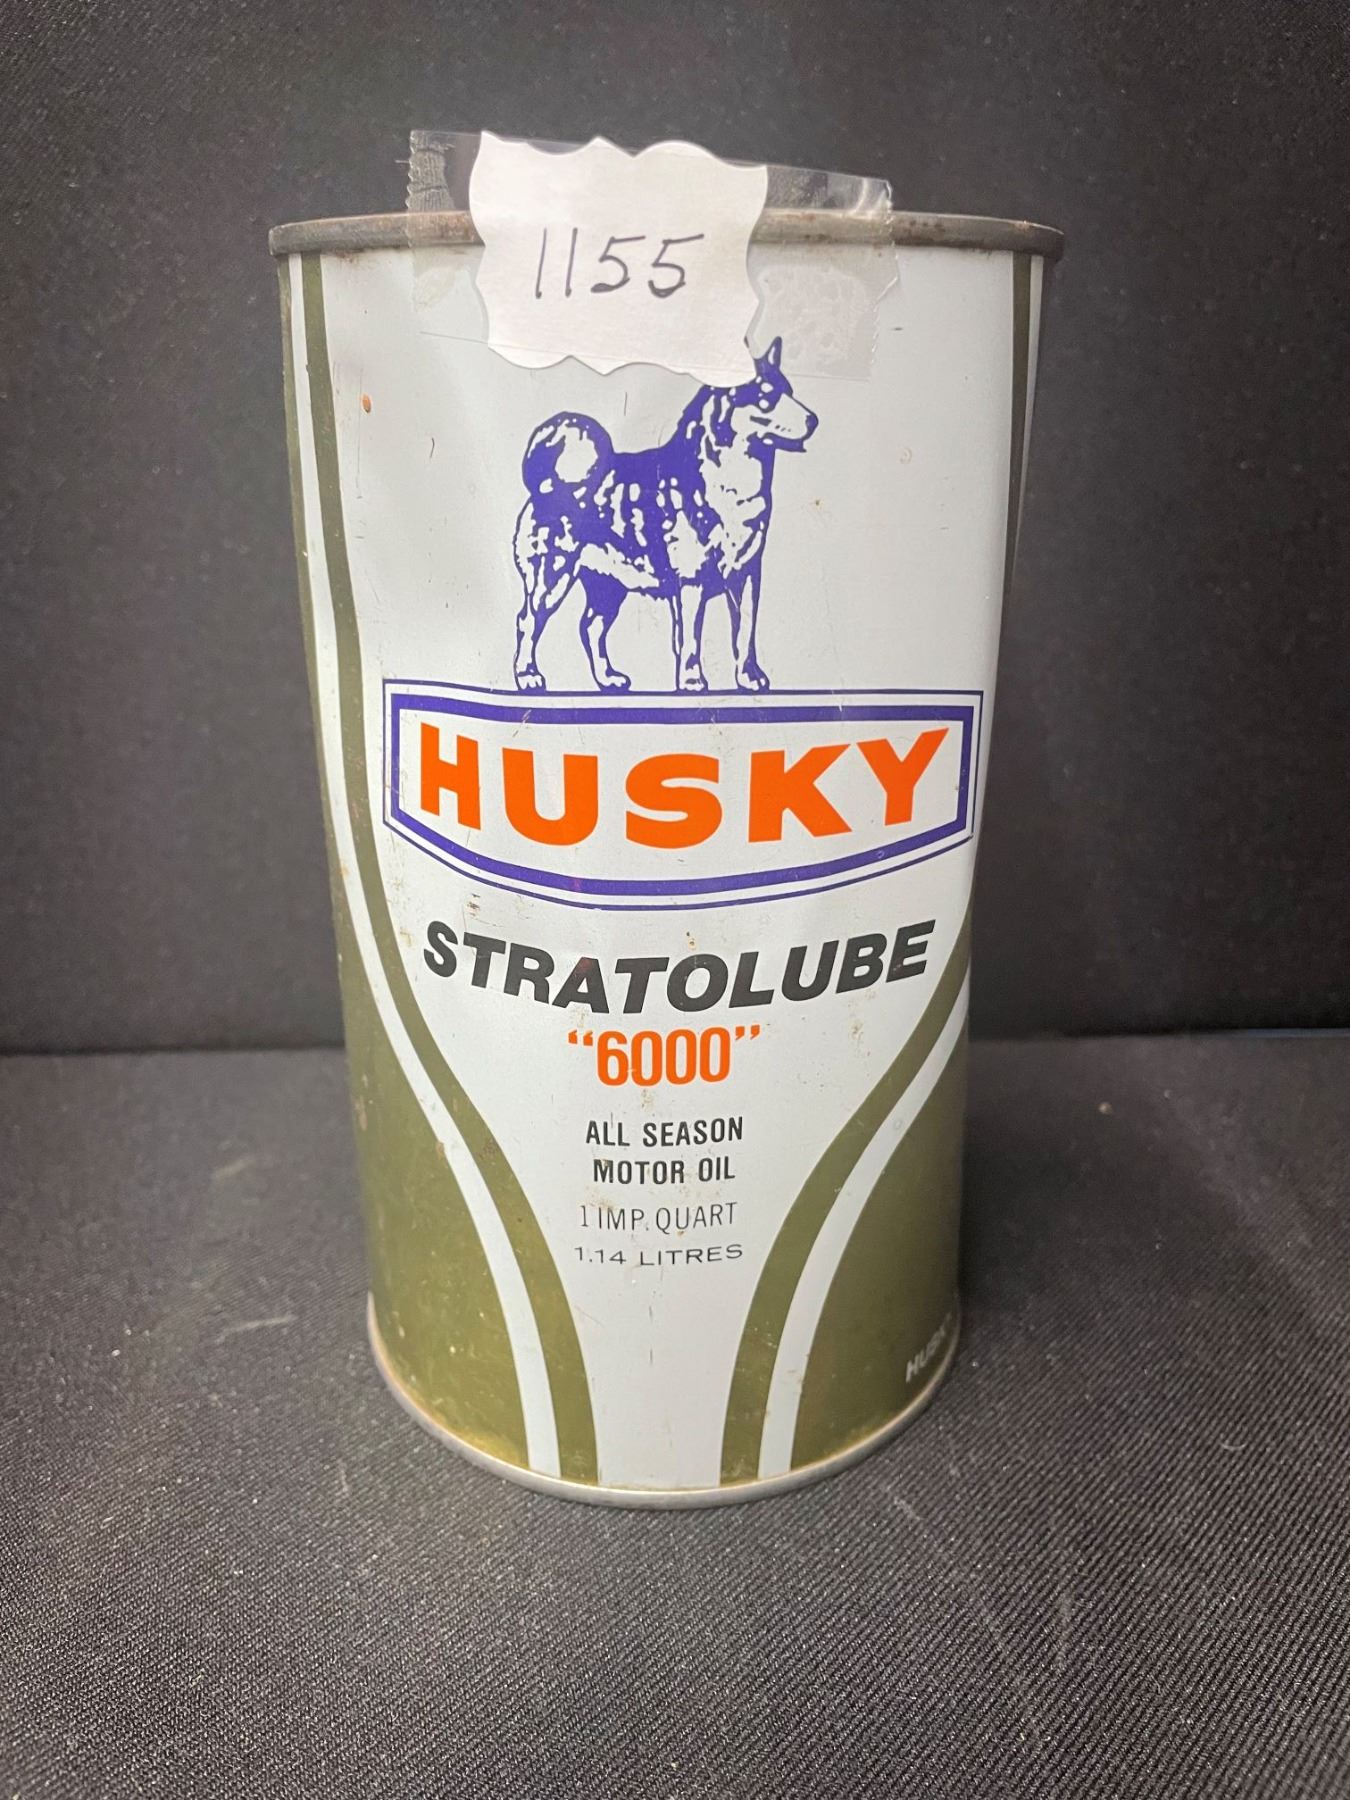 1155
HUSKY
STRATOLUBE
“6000”
ALL SEASON
MOTOR OIL
1 IMP. QUART
1.14 LITRES